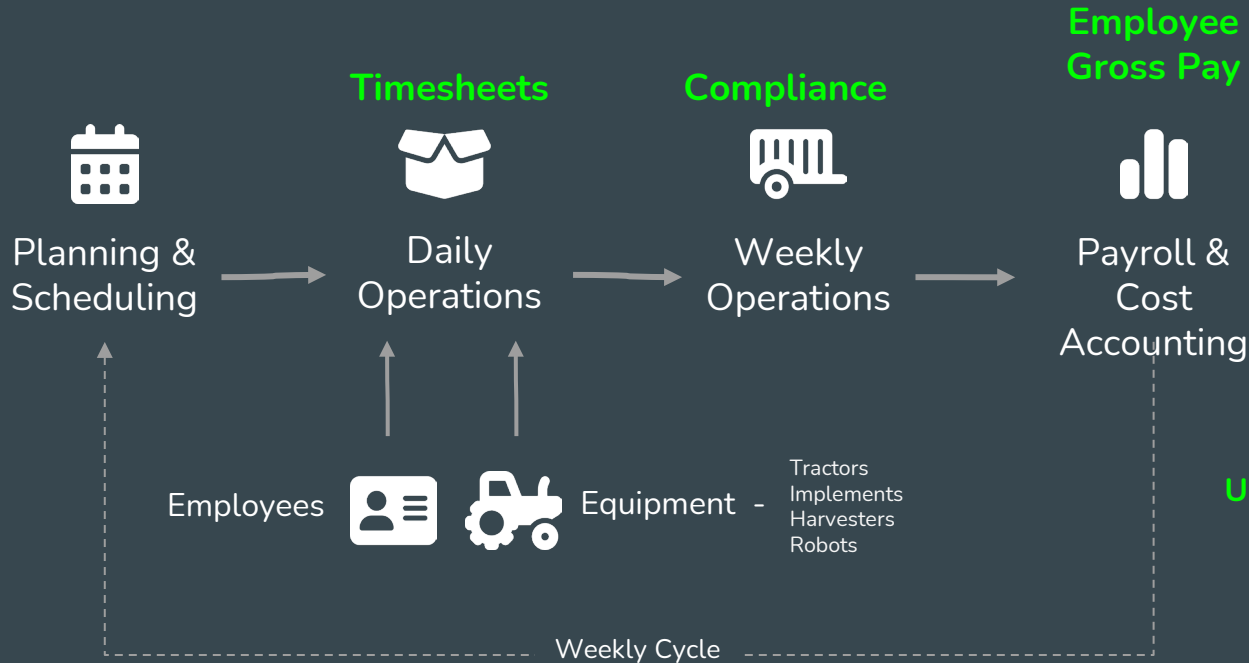 Employee
Gross Pay
Timesheets
Compliance
Planning &
Scheduling
Daily
Operations
Weekly
Operations
Payroll &
Cost
Accounting
Employees
Equipment -
Tractors
Implements
Harvesters
Robots
U
Weekly Cycle